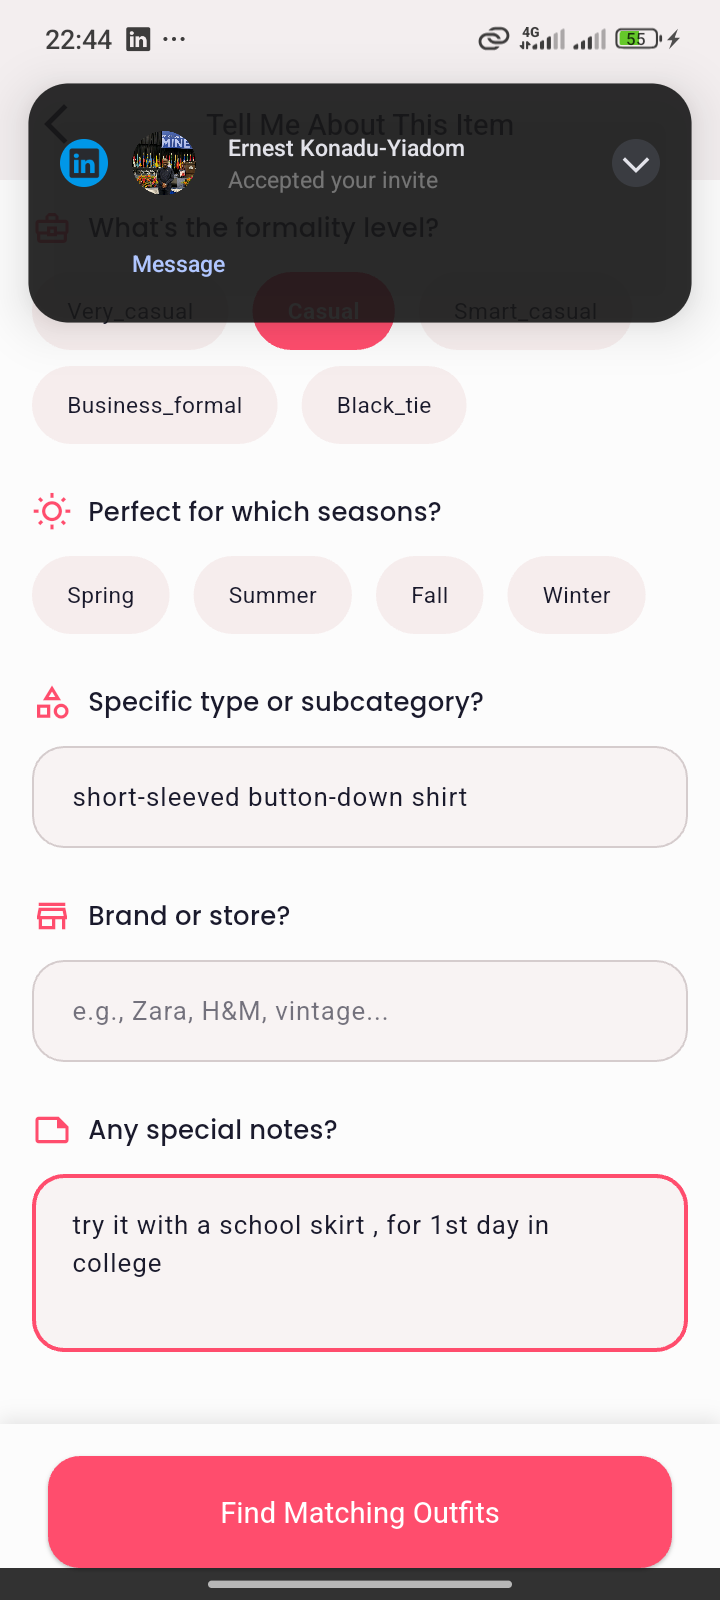 22:44
4G
55
Tell Me About This Item
Ernest Konadu-Yiadom
Accepted your invite
What's the formality level?
Message
Very_casual Casual Smart_casual
Business_formal Black_tie
Perfect for which seasons?
Spring Summer Fall Winter
Specific type or subcategory?
short-sleeved button-down shirt
Brand or store?
e.g., Zara, H&M, vintage...
Any special notes?
try it with a school skirt , for 1st day in
college
Find Matching Outfits